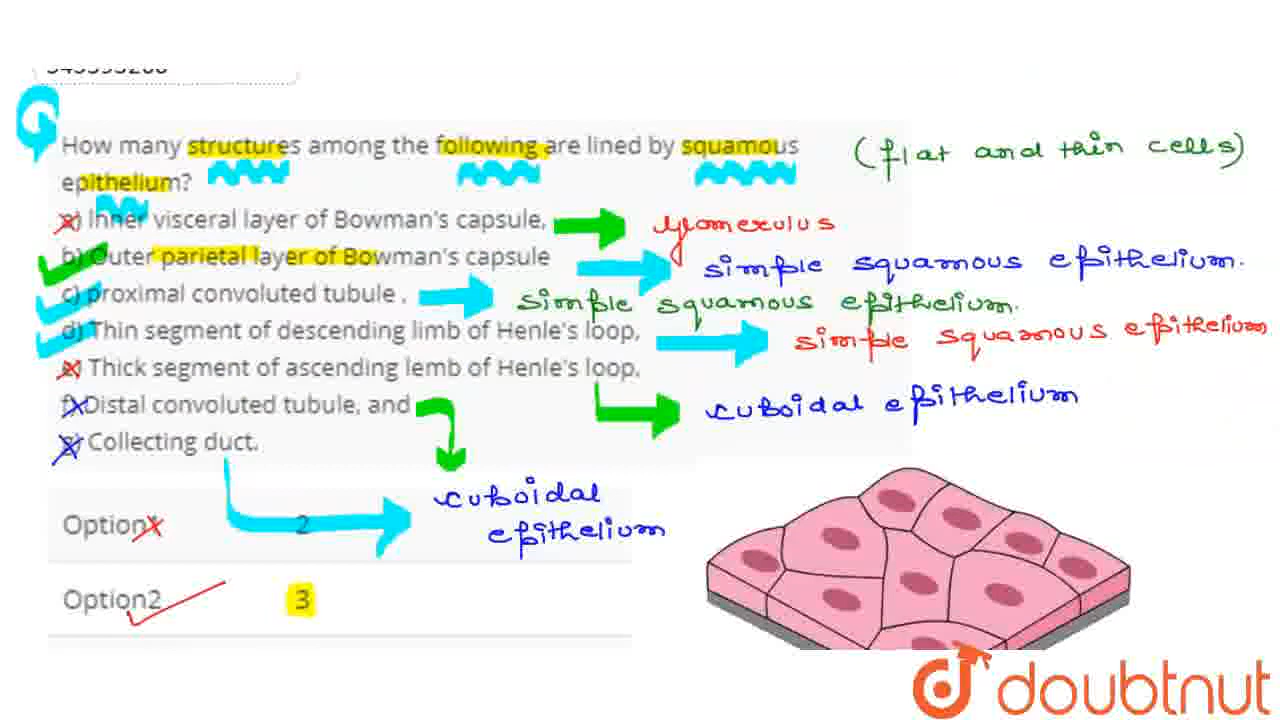 How many structures among the following are lined by squamous (flat and thin cells)
epithelium?
a) Inner visceral layer of Bowman's capsule, glomerulus
b) Outer parietal layer of Bowman's capsule simple squamous epithelium.
c) proximal convoluted tubule , simple squamous epithelium.
d) Thin segment of descending limb of Henle's loop, simple squamous epithelium
e) Thick segment of ascending lemb of Henle's loop, cuboidal epithelium
f) Distal convoluted tubule, and
g) Collecting duct.
cuboidal
epithelium
Option1 2
Option2 3
doubtnut